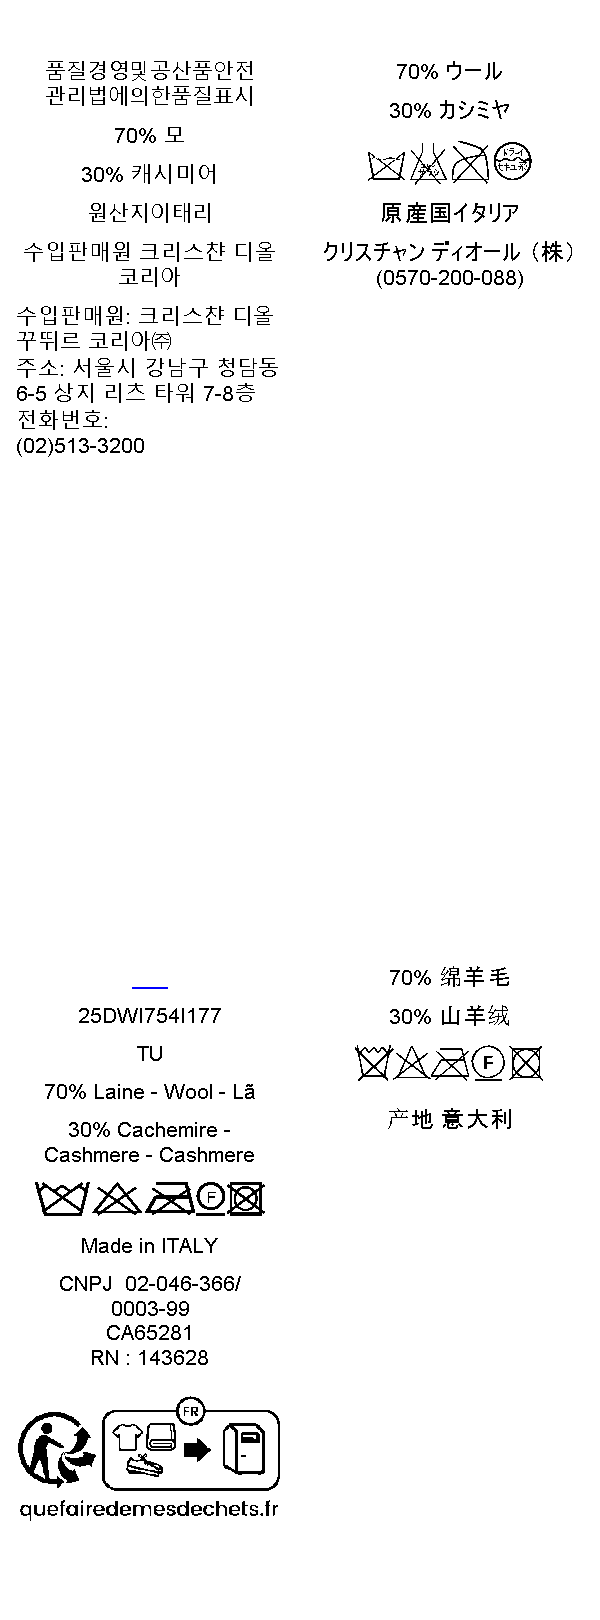 품질경영및공산품안전
관리법에의한품질표시
70% 모
30% 캐시미어
원산지이태리
수입판매원 크리스챤 디올
코리아
수입판매원: 크리스챤 디올
꾸뛰르 코리아㈜
주소: 서울시 강남구 청담동
6-5 상지 리츠 타워 7-8층
전화번호:
(02)513-3200
70% ウール
30% カシミヤ
ドライ
セキユ系
原産国イタリア
クリスチャン ディオール（株）
(0570-200-088)
25DWI754I177
TU
70% Laine - Wool - Lã
30% Cachemire -
Cashmere - Cashmere
F
Made in ITALY
CNPJ 02-046-366/
0003-99
CA65281
RN : 143628
FR
quefairedemesdechets.fr
70% 绵羊毛
30% 山羊绒
F
产地 意大利